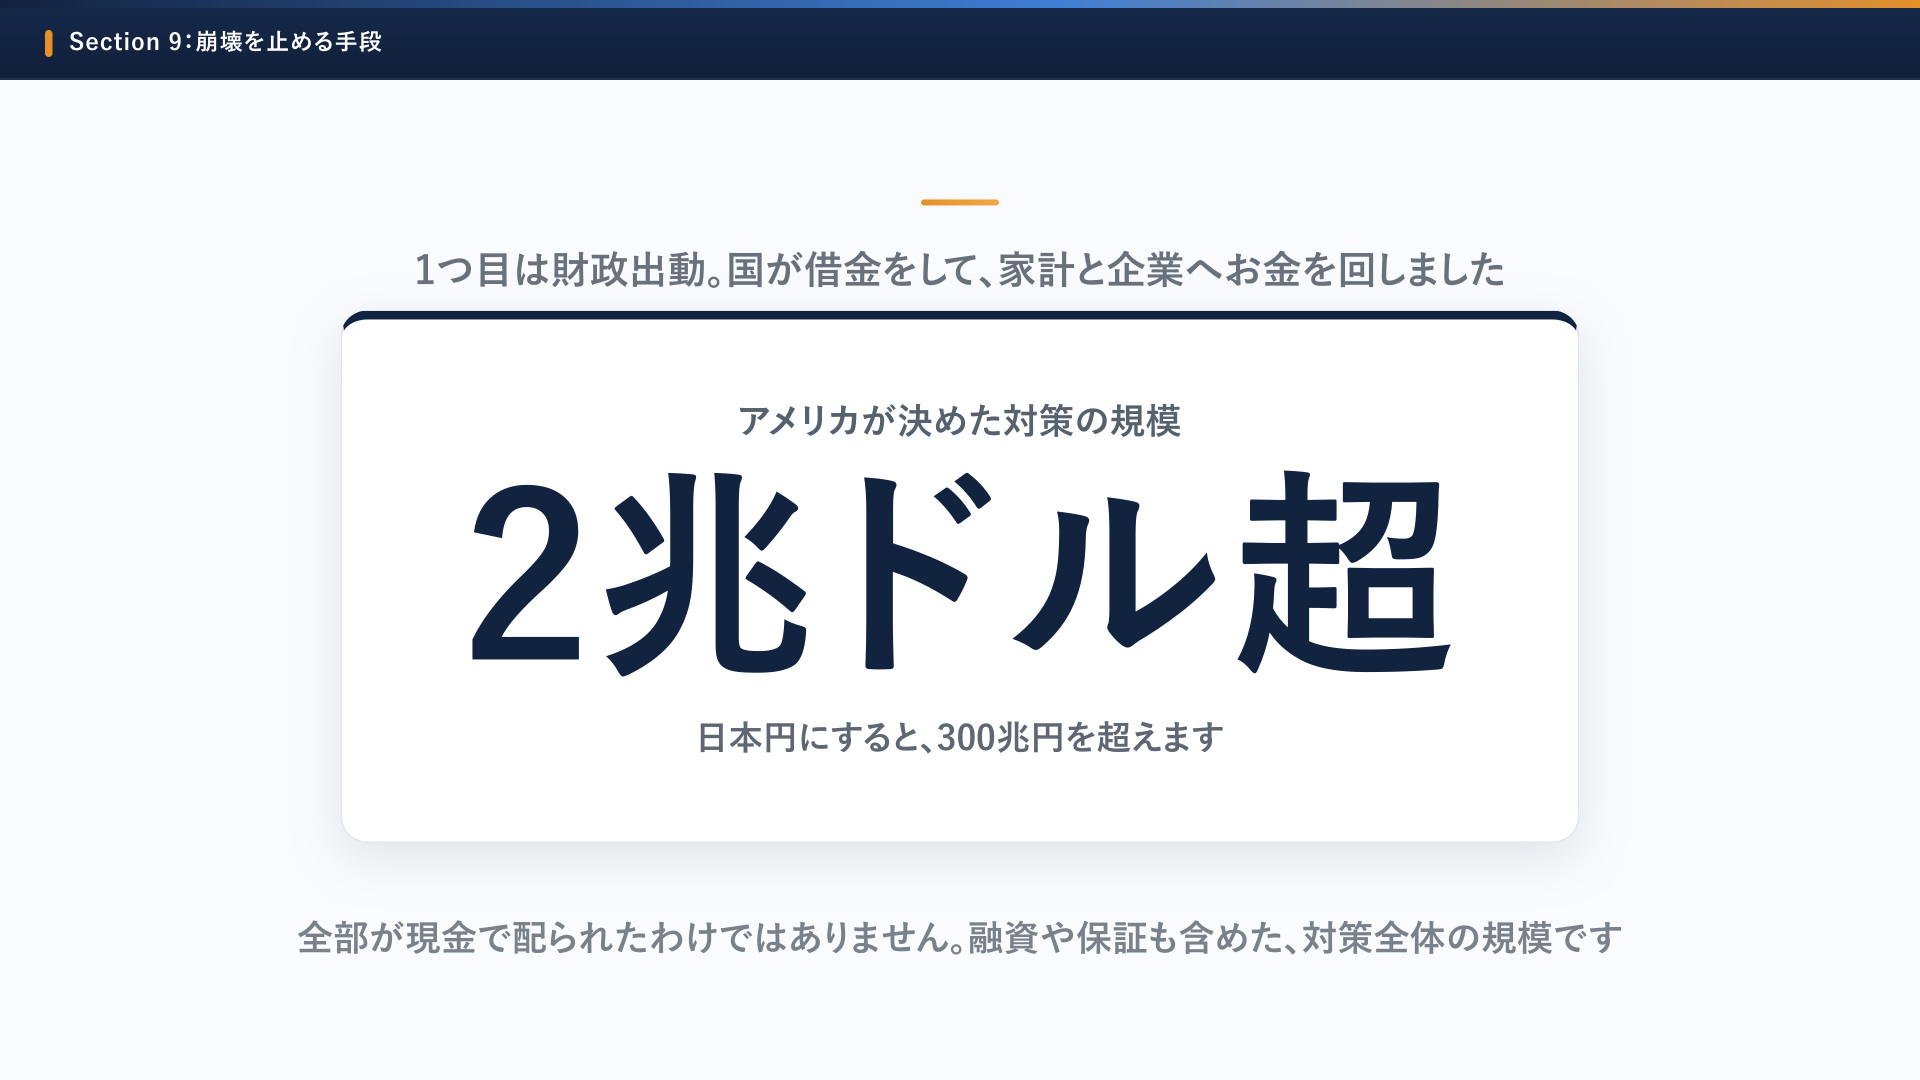 Section 9：崩壊を止める手段
1つ目は財政出動。国が借金をして、家計と企業へお金を回しました
アメリカが決めた対策の規模
2兆ドル超
日本円にすると、300兆円を超えます
全部が現金で配られたわけではありません。融資や保証も含めた、対策全体の規模です